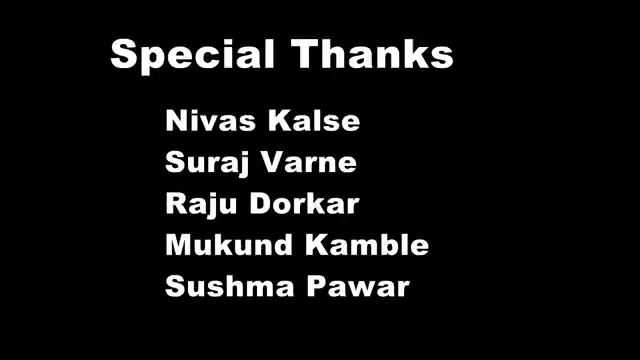 Special Thanks
Nivas Kalse
Suraj Varne
Raju Dorkar
Mukund Kamble
Sushma Pawar